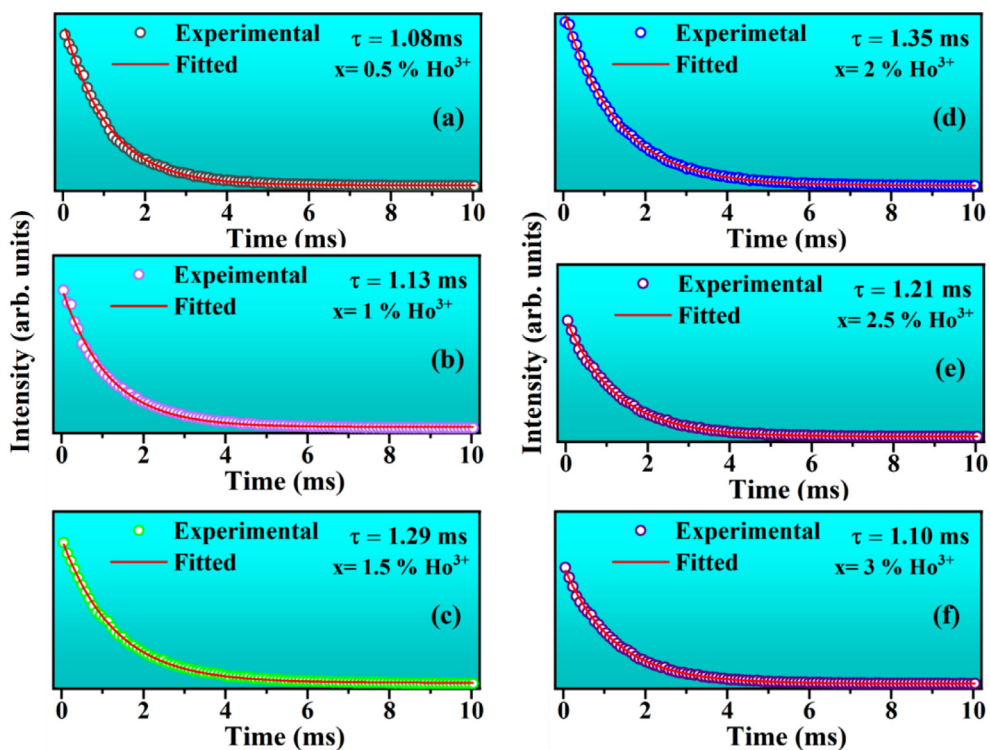 Experimental
Fitted
τ = 1.08ms
x= 0.5 % Ho³⁺
(a)
0 2 4 6 8 10
Time (ms)
Expeimental
Fitted
τ = 1.13 ms
x= 1 % Ho³⁺
(b)
0 2 4 6 8 10
Time (ms)
Experimental
Fitted
τ = 1.29 ms
x= 1.5 % Ho³⁺
(c)
0 2 4 6 8 10
Time (ms)
Intensity (arb. units)
Experimetal
Fitted
τ = 1.35 ms
x= 2 % Ho³⁺
(d)
0 2 4 6 8 10
Time (ms)
Experimental
Fitted
τ = 1.21 ms
x= 2.5 % Ho³⁺
(e)
0 2 4 6 8 10
Time (ms)
Experimental
Fitted
τ = 1.10 ms
x= 3 % Ho³⁺
(f)
0 2 4 6 8 10
Time (ms)
Intensity (arb. units)